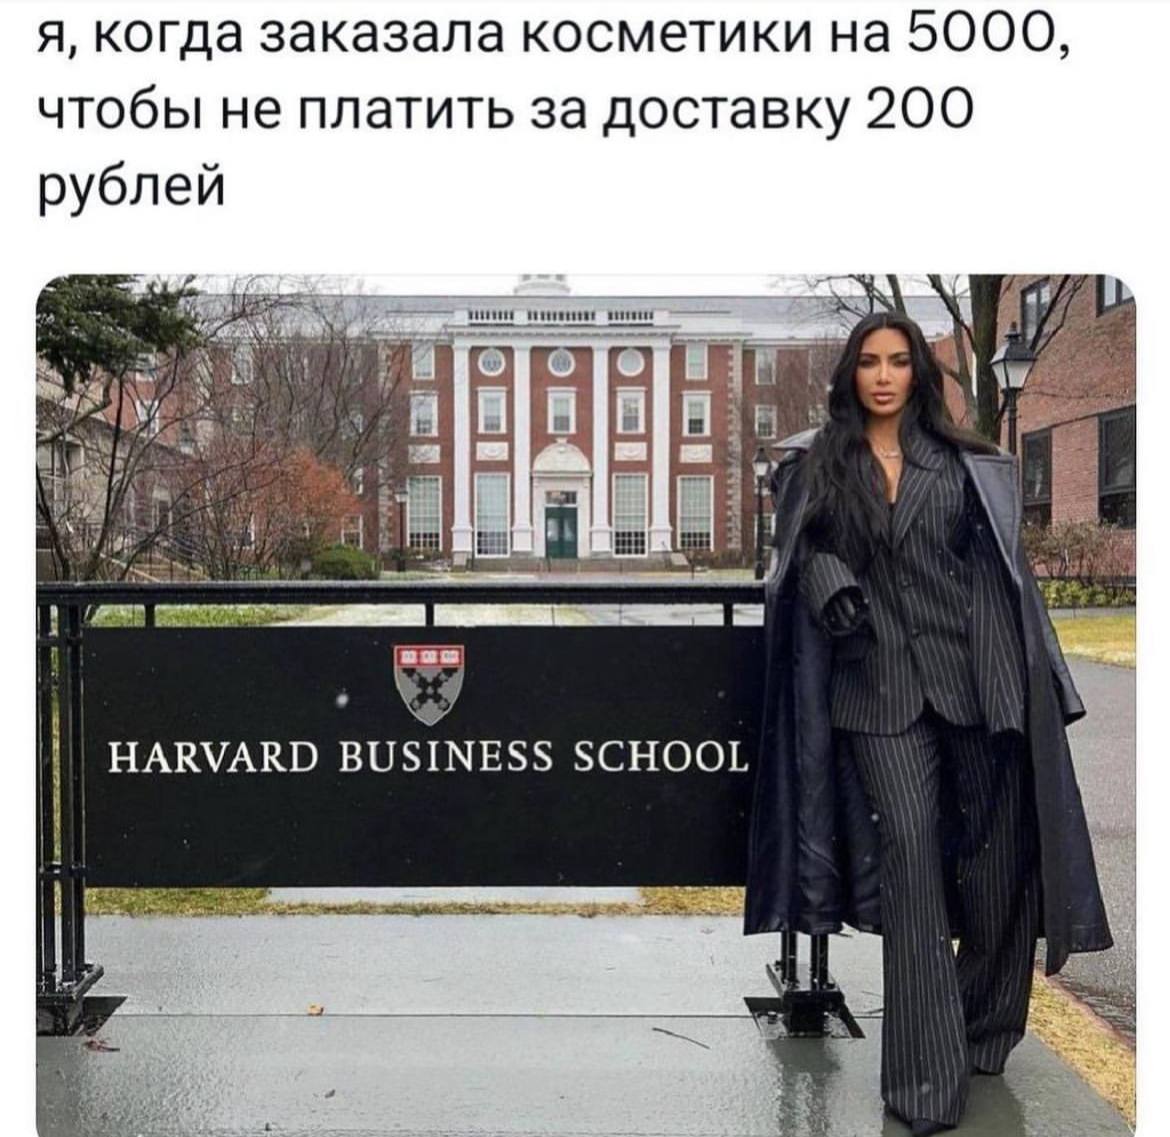 я, когда заказала косметики на 5000,
чтобы не платить за доставку 200
рублей
HARVARD BUSINESS SCHOOL